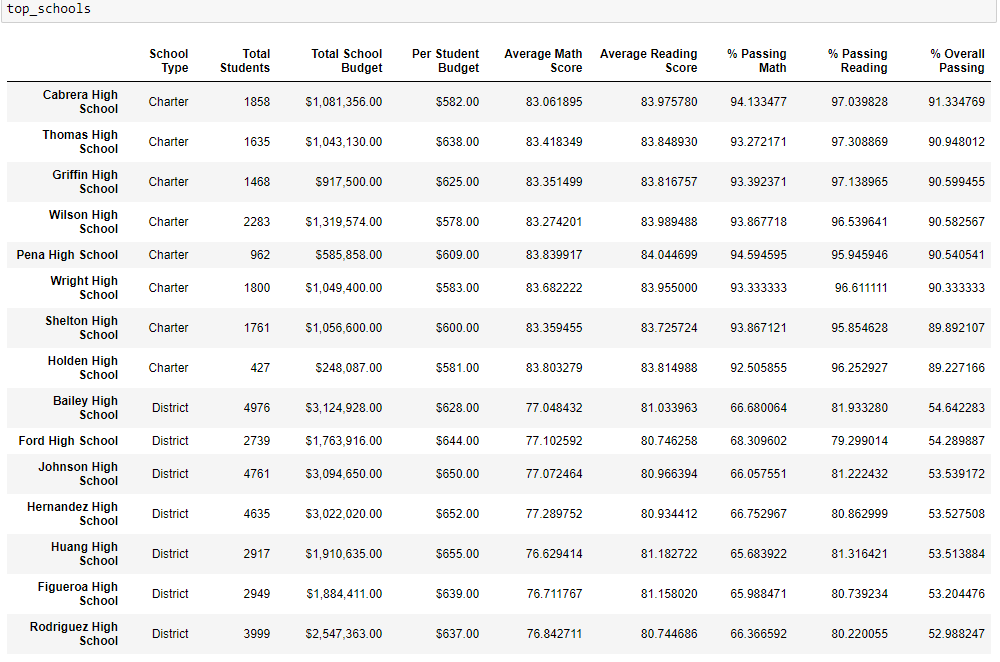 top_schools
School Type Total Students Total School Budget Per Student Budget Average Math Score Average Reading Score % Passing Math % Passing Reading % Overall Passing
Cabrera High School Charter 1858 $1,081,356.00 $582.00 83.061895 83.975780 94.133477 97.039828 91.334769
Thomas High School Charter 1635 $1,043,130.00 $638.00 83.418349 83.848930 93.272171 97.308869 90.948012
Griffin High School Charter 1468 $917,500.00 $625.00 83.351499 83.816757 93.392371 97.138965 90.599455
Wilson High School Charter 2283 $1,319,574.00 $578.00 83.274201 83.989488 93.867718 96.539641 90.582567
Pena High School Charter 962 $585,858.00 $609.00 83.839917 84.044699 94.594595 95.945946 90.540541
Wright High School Charter 1800 $1,049,400.00 $583.00 83.682222 83.955000 93.333333 96.611111 90.333333
Shelton High School Charter 1761 $1,056,600.00 $600.00 83.359455 83.725724 93.867121 95.854628 89.892107
Holden High School Charter 427 $248,087.00 $581.00 83.803279 83.814988 92.505855 96.252927 89.227166
Bailey High School District 4976 $3,124,928.00 $628.00 77.048432 81.033963 66.680064 81.933280 54.642283
Ford High School District 2739 $1,763,916.00 $644.00 77.102592 80.746258 68.309602 79.299014 54.289887
Johnson High School District 4761 $3,094,650.00 $650.00 77.072464 80.966394 66.057551 81.222432 53.539172
Hernandez High School District 4635 $3,022,020.00 $652.00 77.289752 80.934412 66.752967 80.862999 53.527508
Huang High School District 2917 $1,910,635.00 $655.00 76.629414 81.182722 65.683922 81.316421 53.513884
Figueroa High School District 2949 $1,884,411.00 $639.00 76.711767 81.158020 65.988471 80.739234 53.204476
Rodriguez High School District 3999 $2,547,363.00 $637.00 76.842711 80.744686 66.366592 80.220055 52.988247